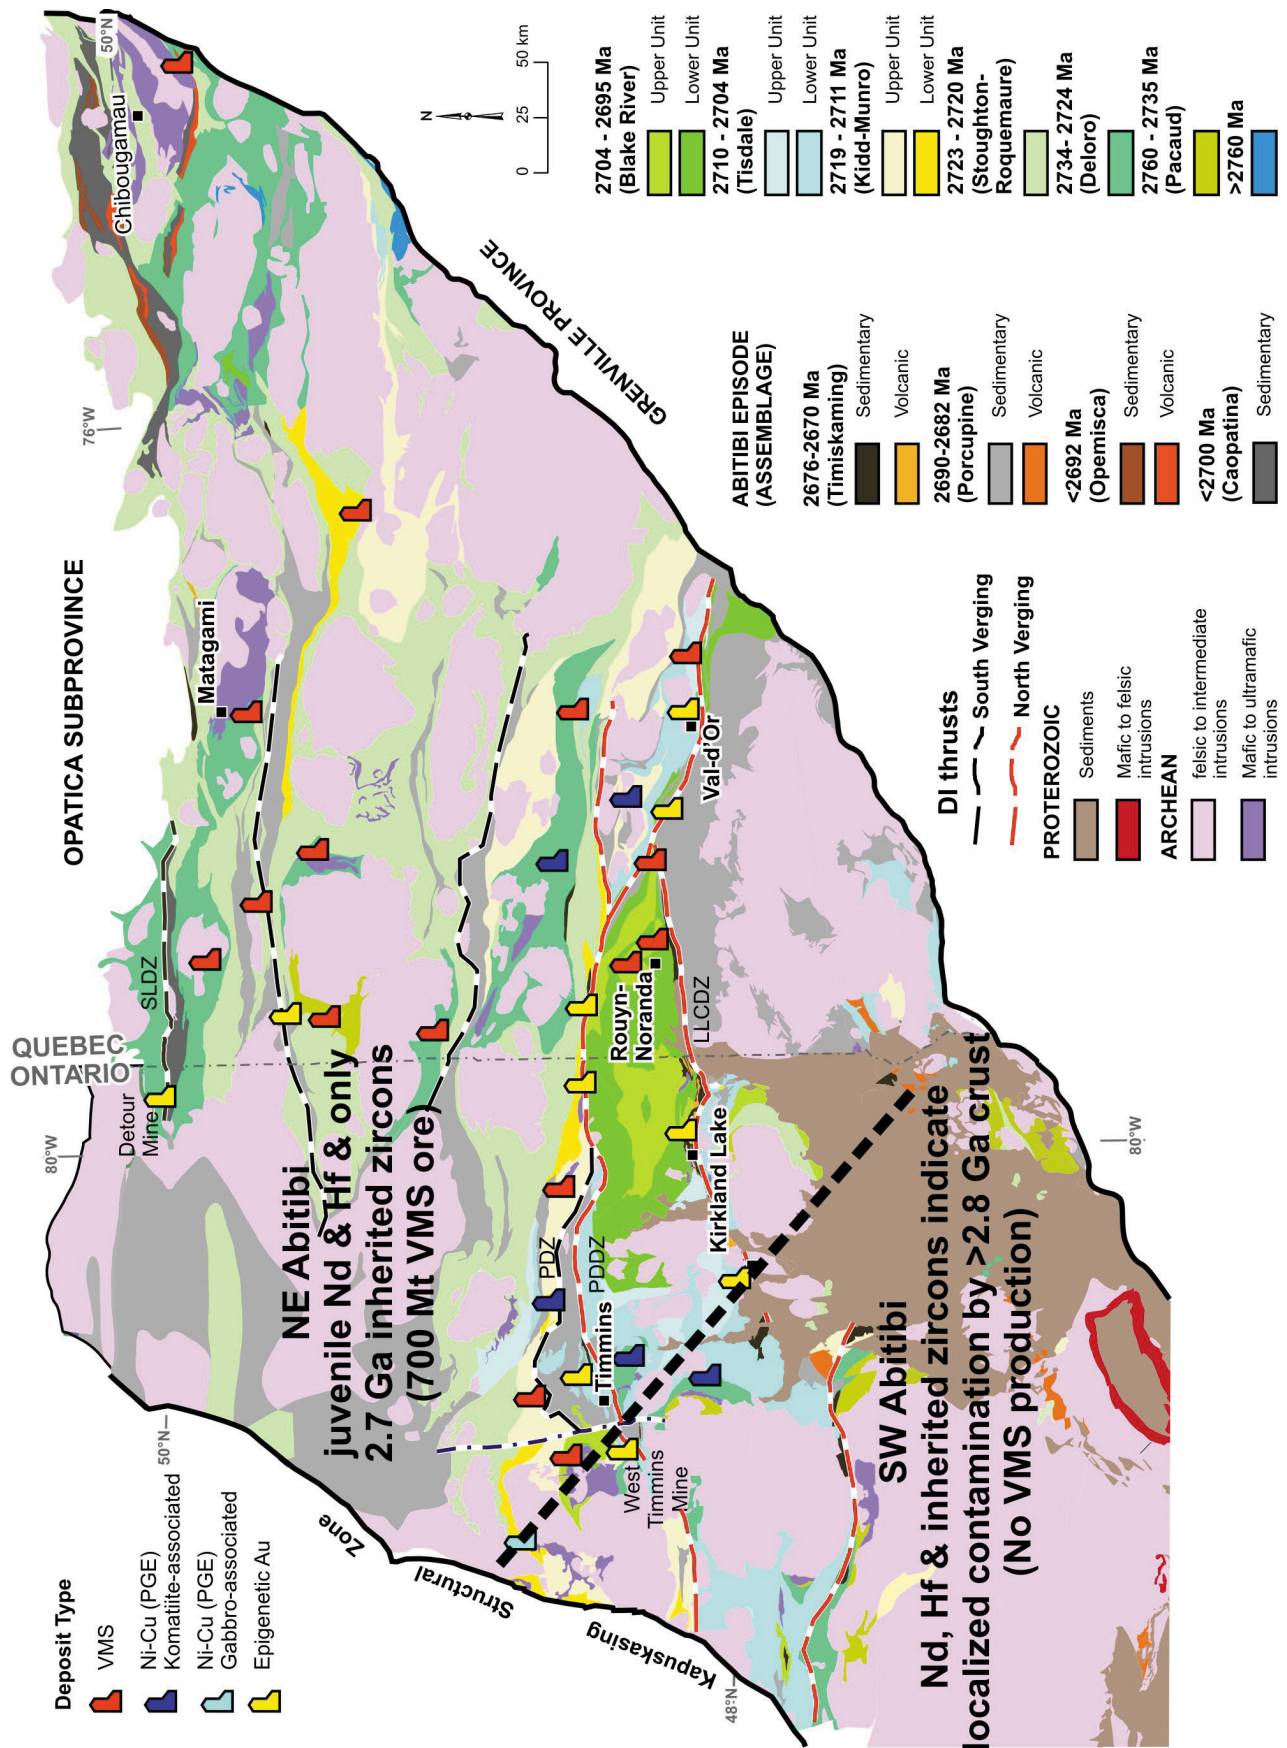 Deposit Type
VMS
Ni-Cu (PGE)
Komatiite-associated
Ni-Cu (PGE)
Gabbro-associated
Epigenetic Au
50°N
80°W
QUEBEC
ONTARIO
OPATICA SUBPROVINCE
76°W
50°N
Chibougamau
Matagami
Detour
Mine
SLDZ
NE Abitibi
juvenile Nd & Hf & only
2.7 Ga inherited zircons
(700 Mt VMS ore)
Kapuskasing
Structural
Zone
PDZ
PDDZ
Timmins
West
Timmins
Mine
Rouyn-
Noranda
LLCDZ
Kirkland Lake
Val-d'Or
GRENVILLE PROVINCE
48°N
80°W
SW Abitibi
Nd, Hf & inherited zircons indicate
localized contamination by >2.8 Ga crust
(No VMS production)
N
0
25
50 km
DI thrusts
South Verging
North Verging
PROTEROZOIC
Sediments
Mafic to felsic
intrusions
ARCHEAN
felsic to intermediate
intrusions
Mafic to ultramafic
intrusions
ABITIBI EPISODE
(ASSEMBLAGE)
2676-2670 Ma
(Timiskaming)
Sedimentary
Volcanic
2690-2682 Ma
(Porcupine)
Sedimentary
Volcanic
<2692 Ma
(Opemisca)
Sedimentary
Volcanic
<2700 Ma
(Caopatina)
Sedimentary
2704 - 2695 Ma
(Blake River)
Upper Unit
Lower Unit
2710 - 2704 Ma
(Tisdale)
Upper Unit
Lower Unit
2719 - 2711 Ma
(Kidd-Munro)
Upper Unit
Lower Unit
2723 - 2720 Ma
(Stoughton-
Roquemaure)
2734- 2724 Ma
(Deloro)
2760 - 2735 Ma
(Pacaud)
>2760 Ma